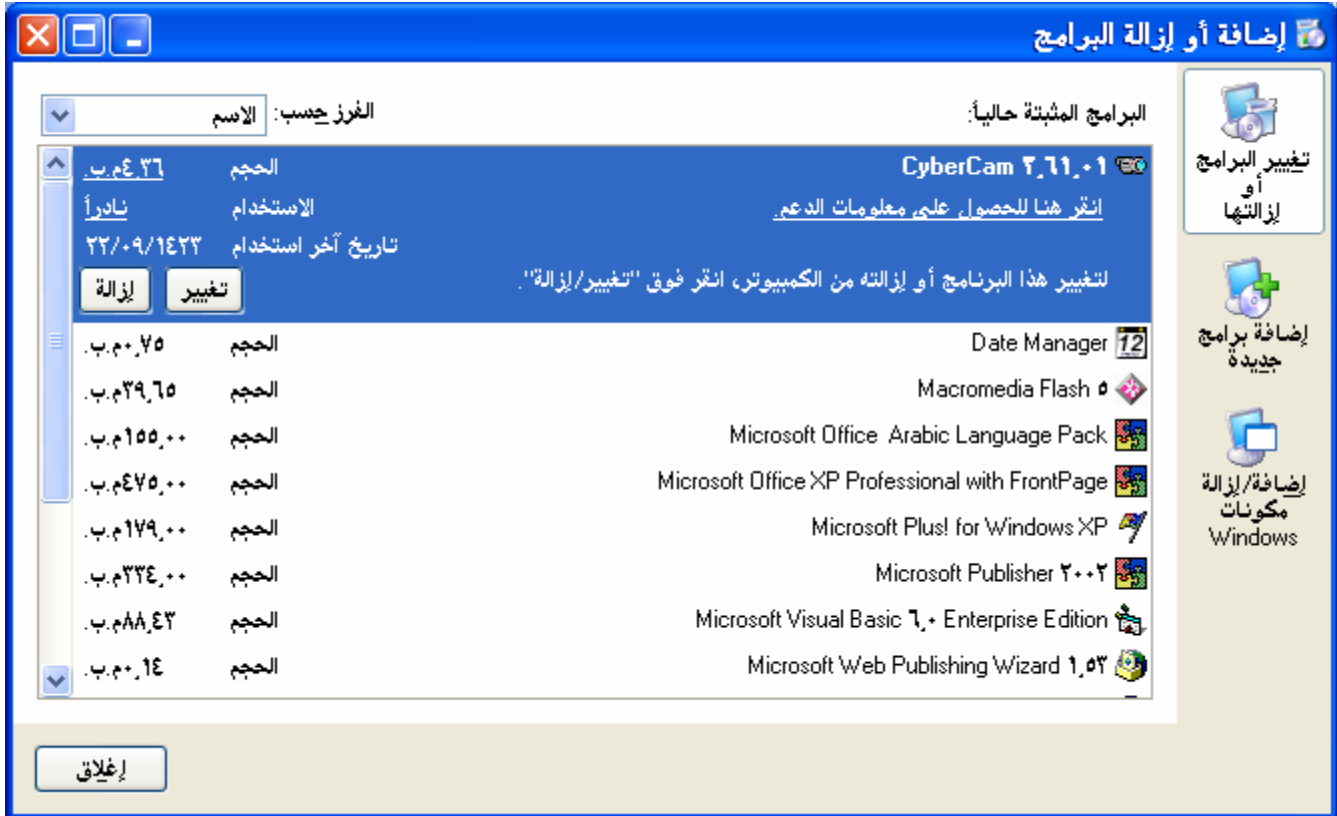 إضافة أو إزالة البرامج
تغيير البرامج
أو
إزالتها
إضافة برامج
جديدة
إضافة/إزالة
مكونات
Windows
البرامج المثبتة حالياً:
الفرز حسب: الاسم
CyberCam ٣,٦١,٠١ الحجم ٤,٣٦م.ب.
انقر هنا للحصول على معلومات الدعم. الاستخدام نادراً
تاريخ آخر استخدام ٢٢/٠٩/١٤٢٣
لتغيير هذا البرنامج أو إزالته من الكمبيوتر، انقر فوق "تغيير/إزالة". تغيير إزالة
Date Manager الحجم ٠,٧٥م.ب.
Macromedia Flash ٥ الحجم ٣٩,٦٥م.ب.
Microsoft Office Arabic Language Pack الحجم ١٥٥,٠٠م.ب.
Microsoft Office XP Professional with FrontPage الحجم ٤٧٥,٠٠م.ب.
Microsoft Plus! for Windows XP الحجم ١٧٩,٠٠م.ب.
Microsoft Publisher ٢٠٠٢ الحجم ٣٣٤,٠٠م.ب.
Microsoft Visual Basic ٦,٠ Enterprise Edition الحجم ٨٨,٤٣م.ب.
Microsoft Web Publishing Wizard ١,٥٣ الحجم ٠,١٤م.ب.
إغلاق